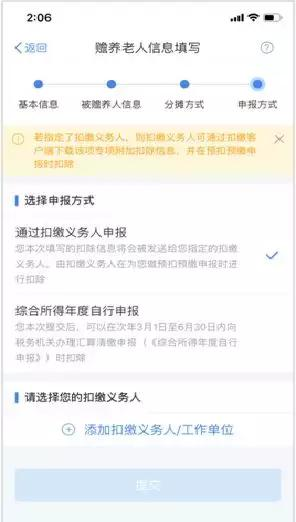 2:06
返回
赡养老人信息填写
?
基本信息
被赡养人信息
分摊方式
申报方式
若指定了扣缴义务人，则扣缴义务人可通过扣缴客
户端下载该项专项附加扣除信息，并在预扣预缴申
报时扣除
选择申报方式
通过扣缴义务人申报
您本次填写的扣除信息将会被发送给您指定的扣缴
义务人，由扣缴义务人在为您做预扣预缴申报时进
行扣除
综合所得年度自行申报
您本次提交后，可以在次年3月1日至6月30日内向
税务机关办理汇算清缴申报（《综合所得年度自行
申报》）时扣除
请选择您的扣缴义务人
添加扣缴义务人/工作单位
提交